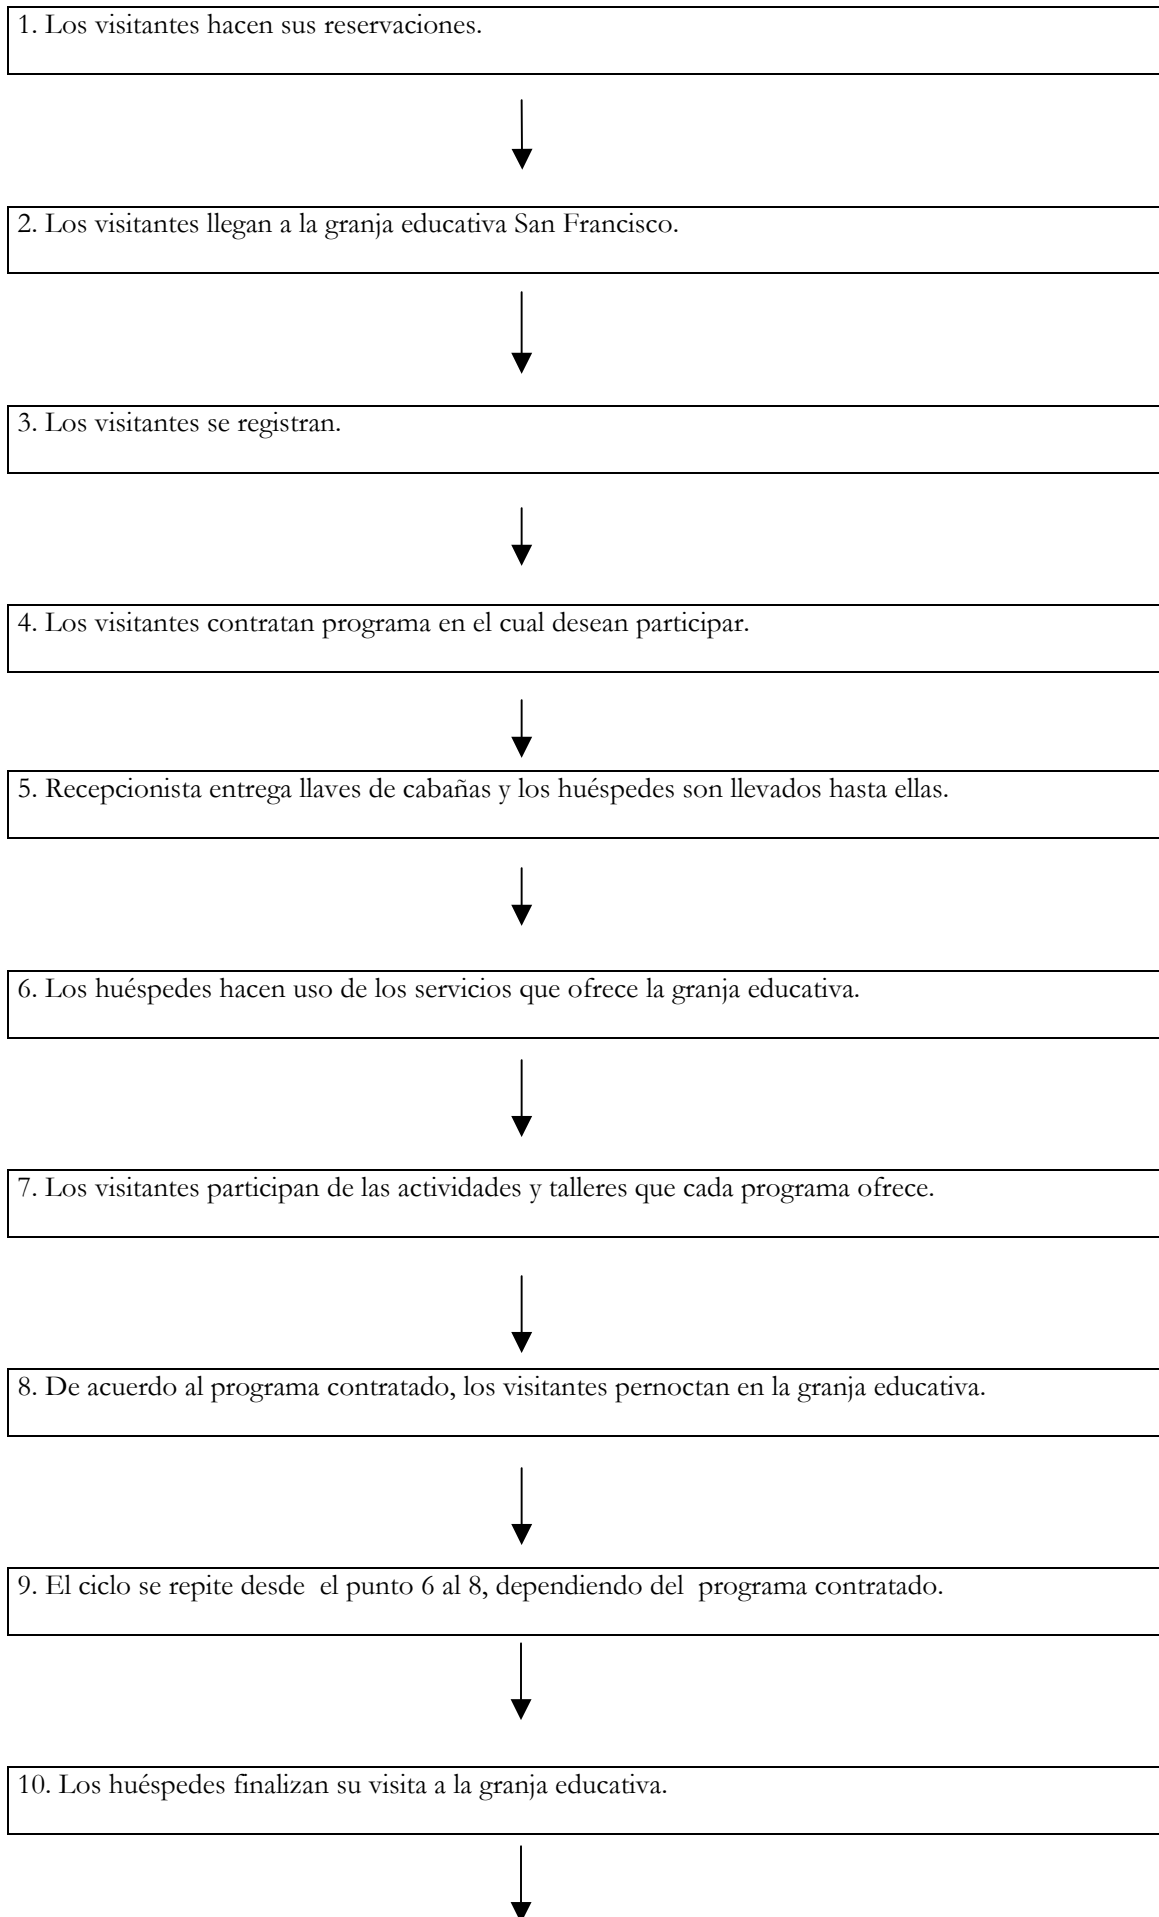 1. Los visitantes hacen sus reservaciones.
2. Los visitantes llegan a la granja educativa San Francisco.
3. Los visitantes se registran.
4. Los visitantes contratan programa en el cual desean participar.
5. Recepcionista entrega llaves de cabañas y los huéspedes son llevados hasta ellas.
6. Los huéspedes hacen uso de los servicios que ofrece la granja educativa.
7. Los visitantes participan de las actividades y talleres que cada programa ofrece.
8. De acuerdo al programa contratado, los visitantes pernoctan en la granja educativa.
9. El ciclo se repite desde  el punto 6 al 8, dependiendo del  programa contratado.
10. Los huéspedes finalizan su visita a la granja educativa.